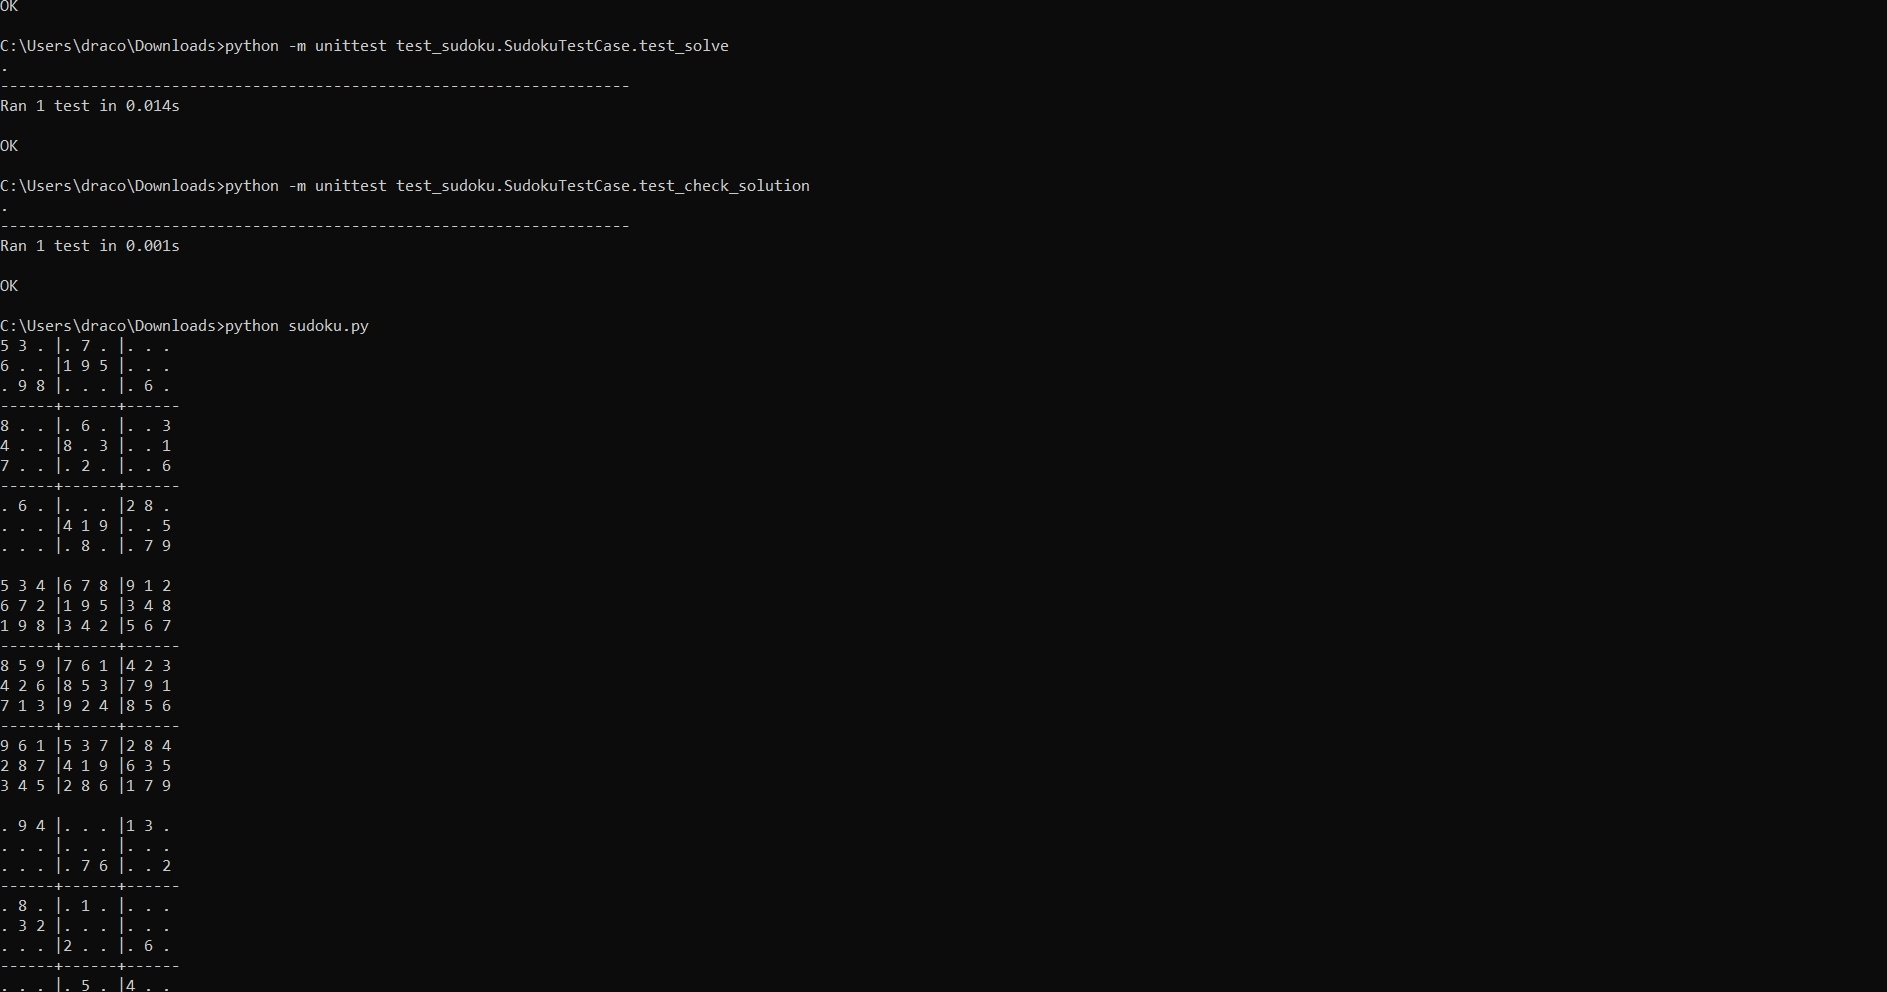 OK
C:\Users\draco\Downloads>python -m unittest test_sudoku.SudokuTestCase.test_solve
.
----------------------------------------------------------------------
Ran 1 test in 0.014s
OK
C:\Users\draco\Downloads>python -m unittest test_sudoku.SudokuTestCase.test_check_solution
.
----------------------------------------------------------------------
Ran 1 test in 0.001s
OK
C:\Users\draco\Downloads>python sudoku.py
5 3 . |. 7 . |. . .
6 . . |1 9 5 |. . .
. 9 8 |. . . |. 6 .
------+------+------
8 . . |. 6 . |. . 3
4 . . |8 . 3 |. . 1
7 . . |. 2 . |. . 6
------+------+------
. 6 . |. . . |2 8 .
. . . |4 1 9 |. . 5
. . . |. 8 . |. 7 9
5 3 4 |6 7 8 |9 1 2
6 7 2 |1 9 5 |3 4 8
1 9 8 |3 4 2 |5 6 7
------+------+------
8 5 9 |7 6 1 |4 2 3
4 2 6 |8 5 3 |7 9 1
7 1 3 |9 2 4 |8 5 6
------+------+------
9 6 1 |5 3 7 |2 8 4
2 8 7 |4 1 9 |6 3 5
3 4 5 |2 8 6 |1 7 9
. 9 4 |. . . |1 3 .
. . . |. . . |. . .
. . . |. 7 6 |. . 2
------+------+------
. 8 . |. 1 . |. . .
. 3 2 |. . . |. . .
. . . |2 . . |. 6 .
------+------+------
. . . |. 5 . |4 . .